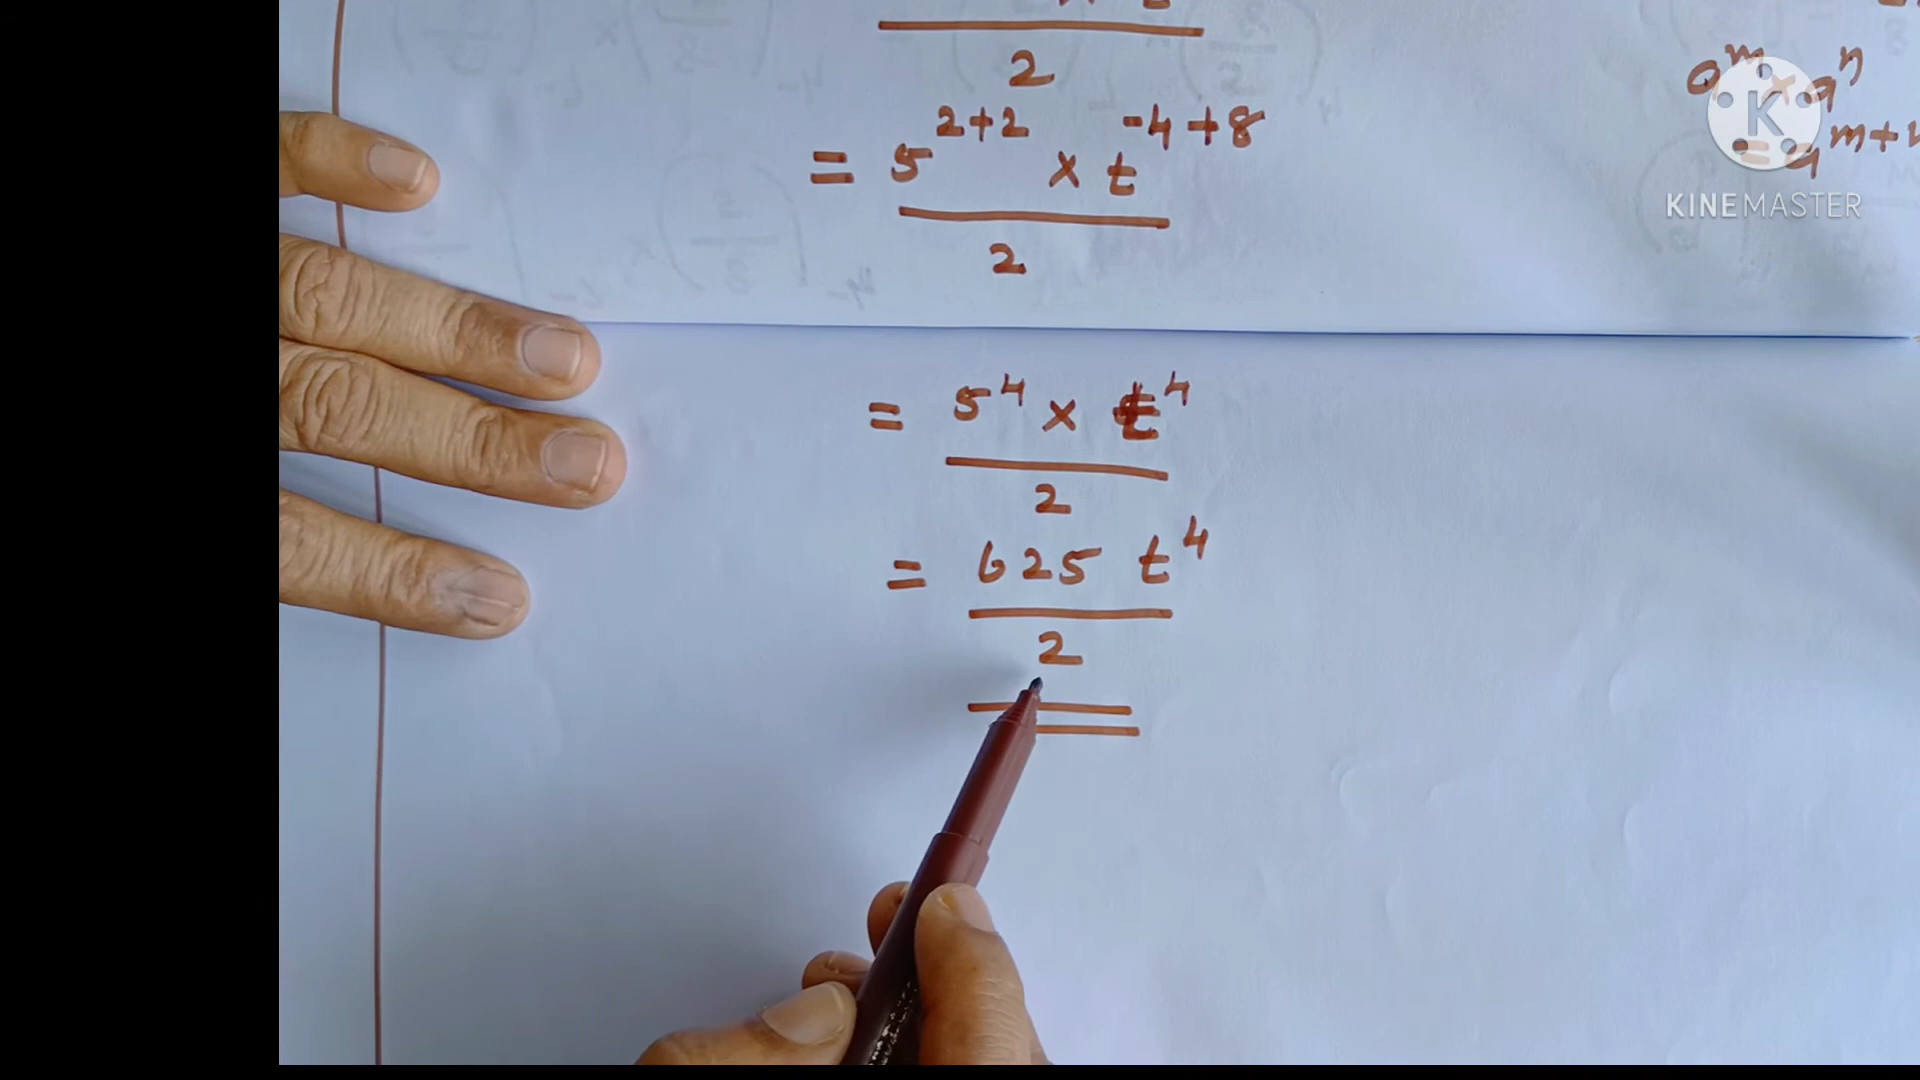 2
a^m × a^n
= 5^{2+2} × t^{-4+8}
= a^{m+
2
KINEMASTER
= 5^4 × t^4
2
= 625 t^4
2